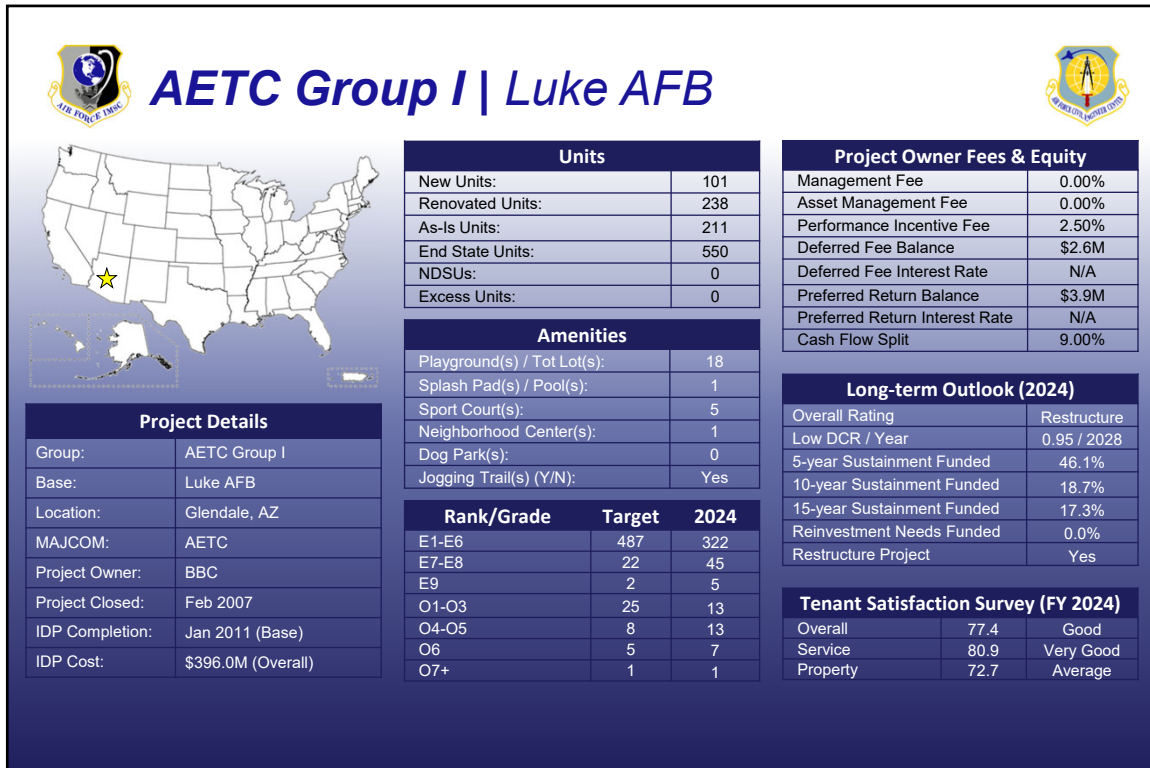 AIR FORCE IMSC
AETC Group I | Luke AFB
AIR FORCE CIVIL ENGINEER CENTER
Project Details
Group: AETC Group I
Base: Luke AFB
Location: Glendale, AZ
MAJCOM: AETC
Project Owner: BBC
Project Closed: Feb 2007
IDP Completion: Jan 2011 (Base)
IDP Cost: $396.0M (Overall)
Units
New Units: 101
Renovated Units: 238
As-Is Units: 211
End State Units: 550
NDSUs: 0
Excess Units: 0
Amenities
Playground(s) / Tot Lot(s): 18
Splash Pad(s) / Pool(s): 1
Sport Court(s): 5
Neighborhood Center(s): 1
Dog Park(s): 0
Jogging Trail(s) (Y/N): Yes
Rank/Grade Target 2024
E1-E6 487 322
E7-E8 22 45
E9 2 5
O1-O3 25 13
O4-O5 8 13
O6 5 7
O7+ 1 1
Project Owner Fees & Equity
Management Fee 0.00%
Asset Management Fee 0.00%
Performance Incentive Fee 2.50%
Deferred Fee Balance $2.6M
Deferred Fee Interest Rate N/A
Preferred Return Balance $3.9M
Preferred Return Interest Rate N/A
Cash Flow Split 9.00%
Long-term Outlook (2024)
Overall Rating Restructure
Low DCR / Year 0.95 / 2028
5-year Sustainment Funded 46.1%
10-year Sustainment Funded 18.7%
15-year Sustainment Funded 17.3%
Reinvestment Needs Funded 0.0%
Restructure Project Yes
Tenant Satisfaction Survey (FY 2024)
Overall 77.4 Good
Service 80.9 Very Good
Property 72.7 Average